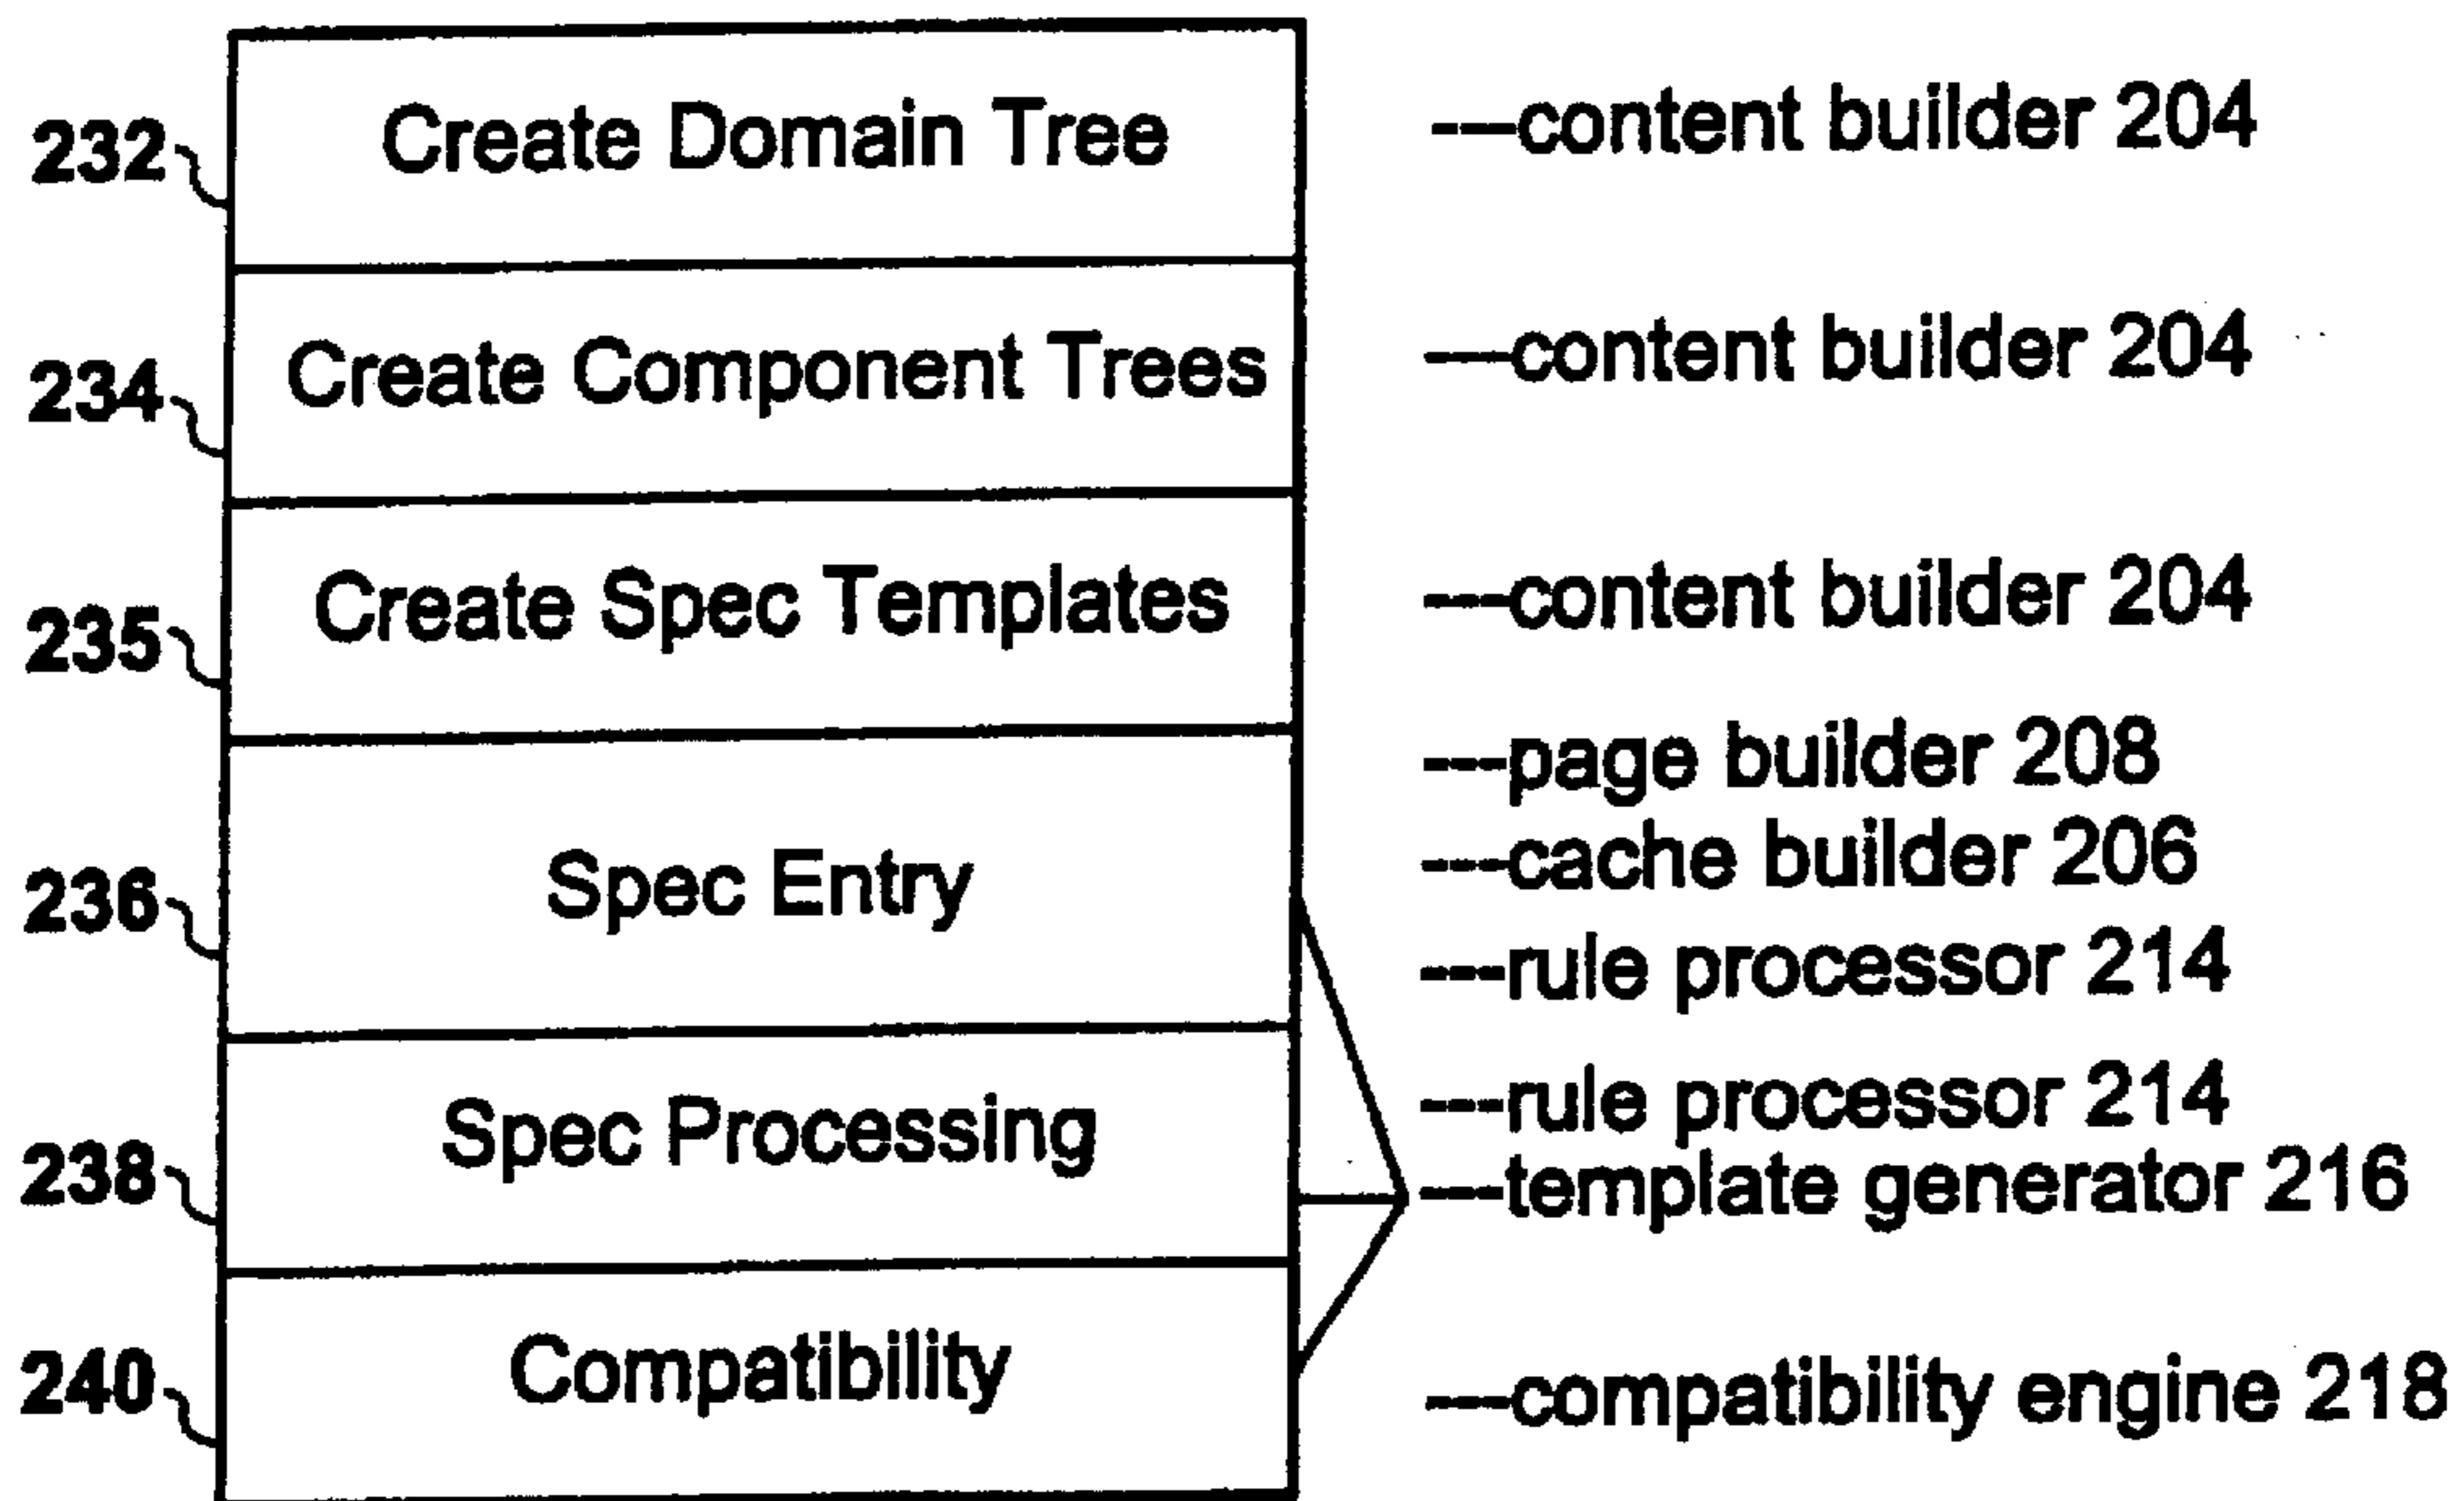 Create Domain Tree
---content builder 204
232
Create Component Trees
---content builder 204
234
Create Spec Templates
---content builder 204
235
---page builder 208
---cache builder 206
Spec Entry
236
---rule processor 214
---rule processor 214
Spec Processing
238
---template generator 216
Compatibility
240
---compatibility engine 218